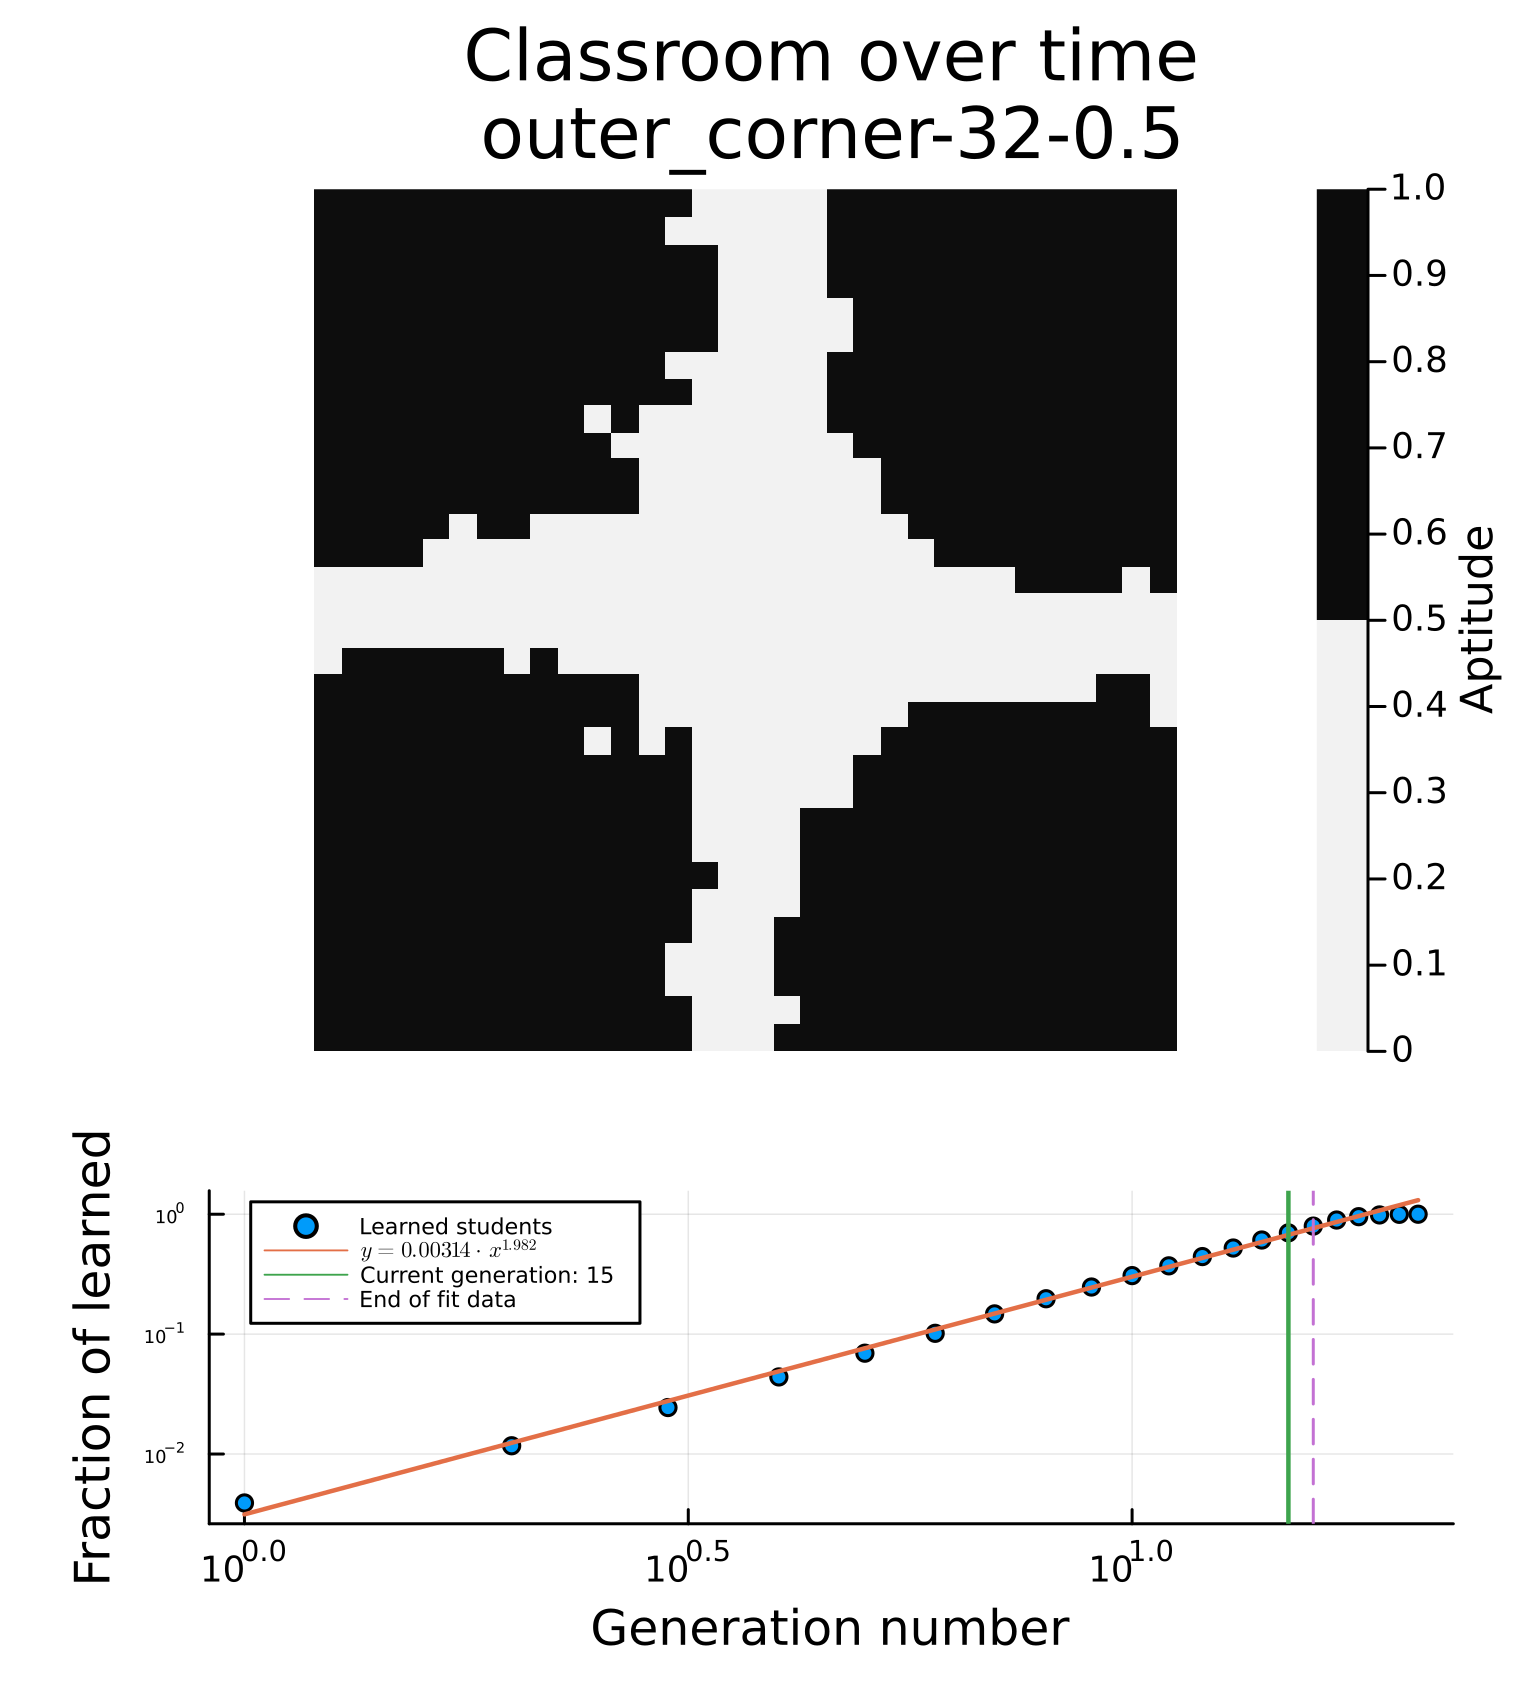 Classroom over time
outer_corner-32-0.5
1.0
0.9
0.8
0.7
0.6
0.5
0.4
0.3
0.2
0.1
0
Aptitude
Fraction of learned
10^0
10^-1
10^-2
Learned students
y = 0.00314 · x^1.982
Current generation: 15
End of fit data
10^0.0
10^0.5
10^1.0
Generation number